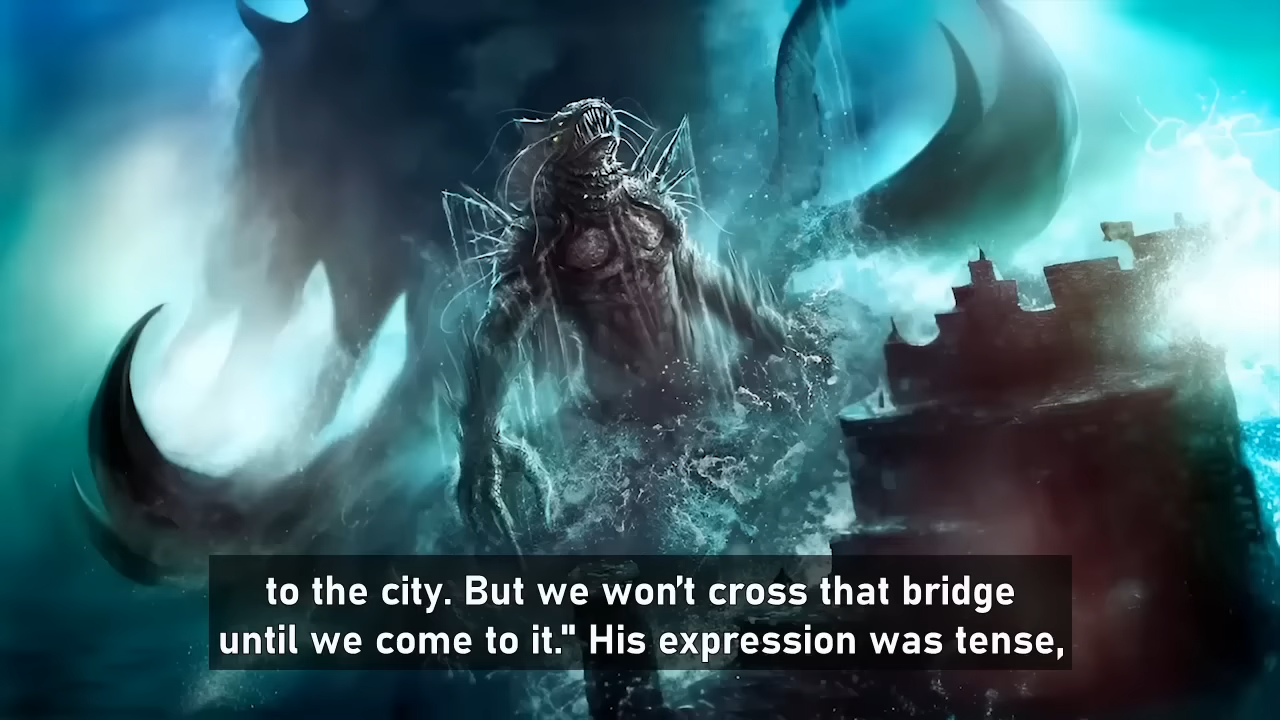 to the city. But we won’t cross that bridge
until we come to it." His expression was tense,